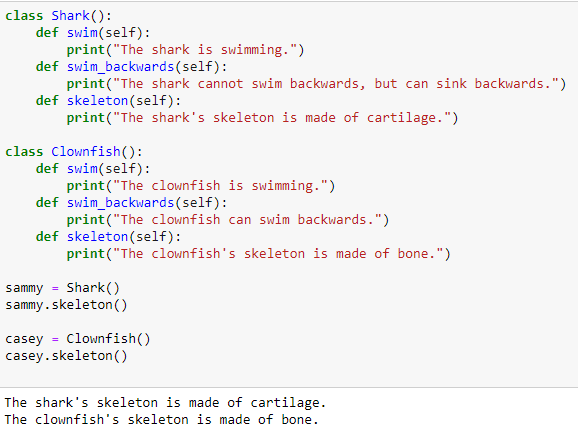 class Shark():
    def swim(self):
        print("The shark is swimming.")
    def swim_backwards(self):
        print("The shark cannot swim backwards, but can sink backwards.")
    def skeleton(self):
        print("The shark's skeleton is made of cartilage.")

class Clownfish():
    def swim(self):
        print("The clownfish is swimming.")
    def swim_backwards(self):
        print("The clownfish can swim backwards.")
    def skeleton(self):
        print("The clownfish's skeleton is made of bone.")

sammy = Shark()
sammy.skeleton()

casey = Clownfish()
casey.skeleton()

The shark's skeleton is made of cartilage.
The clownfish's skeleton is made of bone.